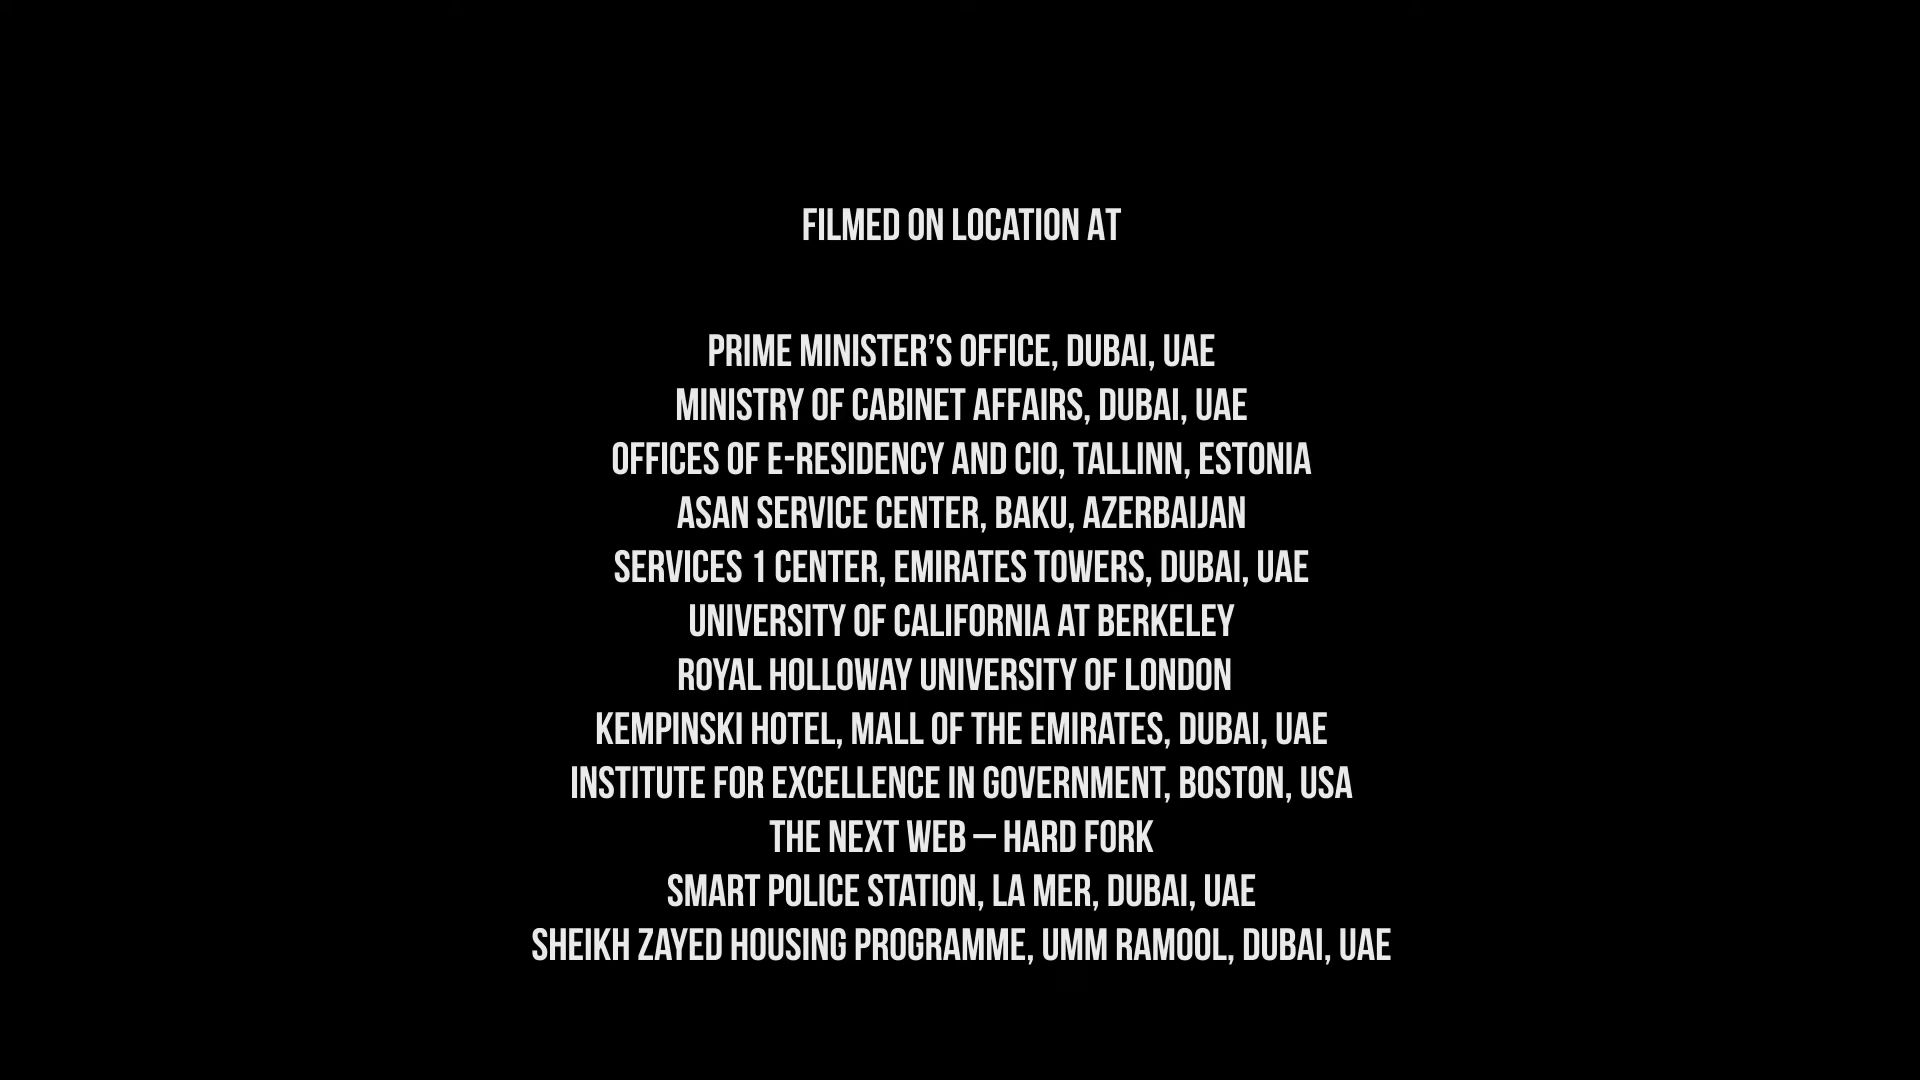 FILMED ON LOCATION AT
PRIME MINISTER’S OFFICE, DUBAI, UAE
MINISTRY OF CABINET AFFAIRS, DUBAI, UAE
OFFICES OF E-RESIDENCY AND CIO, TALLINN, ESTONIA
ASAN SERVICE CENTER, BAKU, AZERBAIJAN
SERVICES 1 CENTER, EMIRATES TOWERS, DUBAI, UAE
UNIVERSITY OF CALIFORNIA AT BERKELEY
ROYAL HOLLOWAY UNIVERSITY OF LONDON
KEMPINSKI HOTEL, MALL OF THE EMIRATES, DUBAI, UAE
INSTITUTE FOR EXCELLENCE IN GOVERNMENT, BOSTON, USA
THE NEXT WEB – HARD FORK
SMART POLICE STATION, LA MER, DUBAI, UAE
SHEIKH ZAYED HOUSING PROGRAMME, UMM RAMOOL, DUBAI, UAE